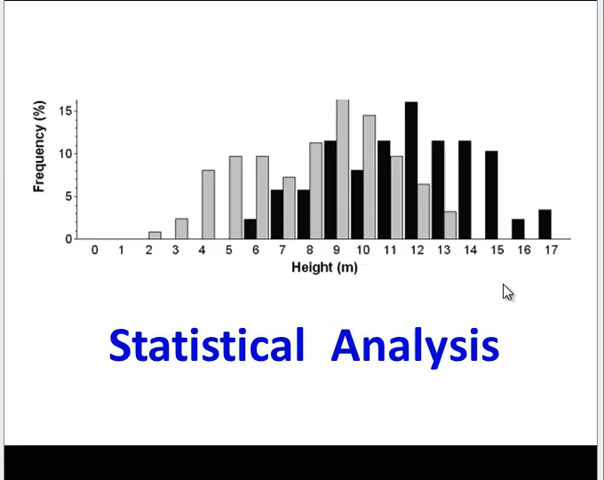 Frequency (%)
15
10
5
0
0 1 2 3 4 5 6 7 8 9 10 11 12 13 14 15 16 17
Height (m)
Statistical Analysis